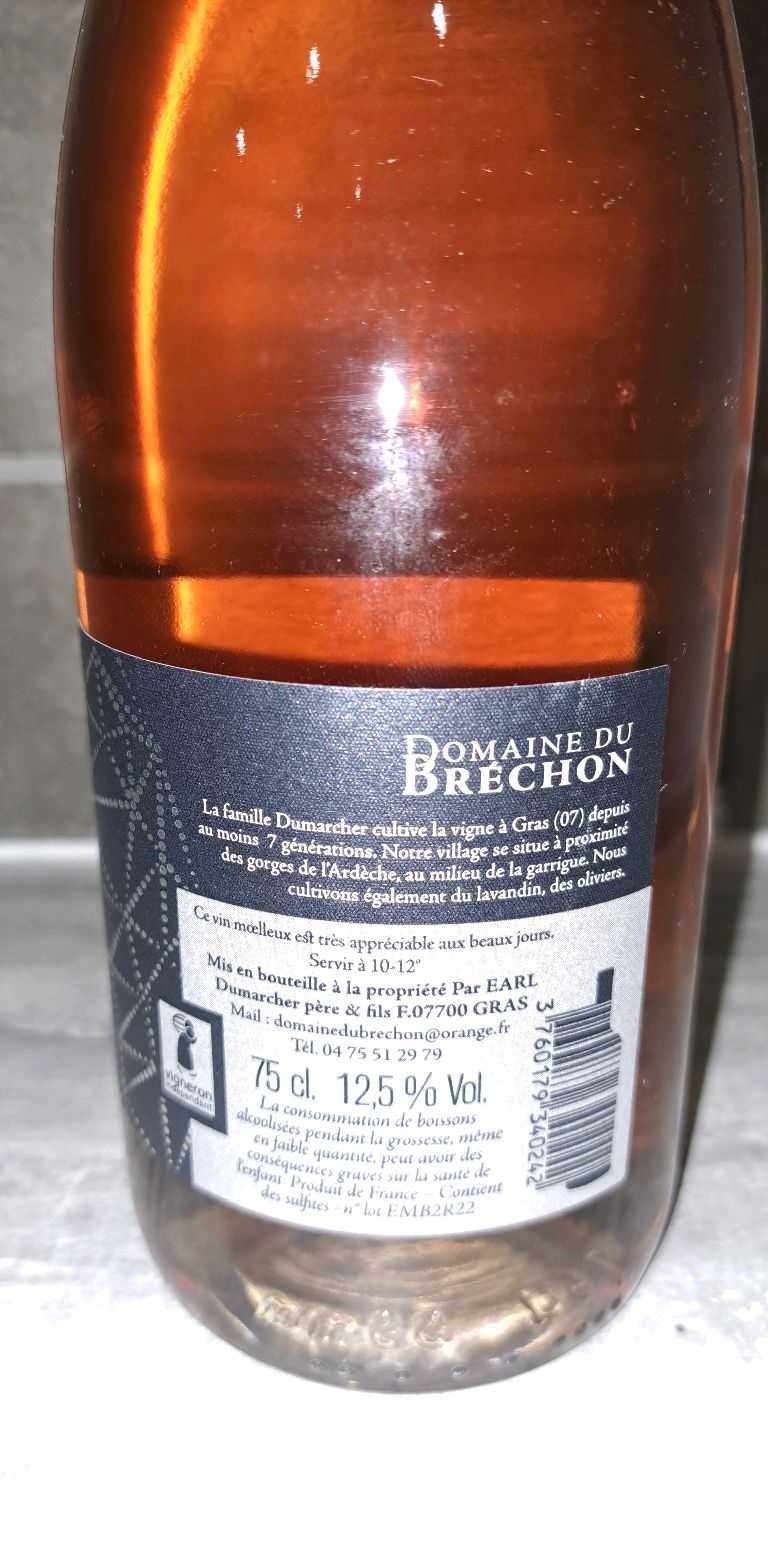 DOMAINE DU
BRÉCHON
La famille Dumarcher cultive la vigne à Gras (07) depuis
au moins 7 générations. Notre village se situe à proximité
des gorges de l'Ardèche, au milieu de la garrigue. Nous
cultivons également du lavandin, des oliviers.
Ce vin mœlleux est très appréciable aux beaux jours.
Servir à 10-12°
Mis en bouteille à la propriété Par EARL
Dumarcher père & fils F.07700 GRAS
Mail : domainedubrechon@orange.fr
Tél. 04 75 51 29 79
75 cl. 12,5 % Vol.
La consommation de boissons
alcoolisées pendant la grossesse, même
en faible quantité, peut avoir des
conséquences graves sur la santé de
l'enfant Produit de France – Contient
des sulfites - n° lot EMB2R22
vigneron
indépendant
3 760179 340242